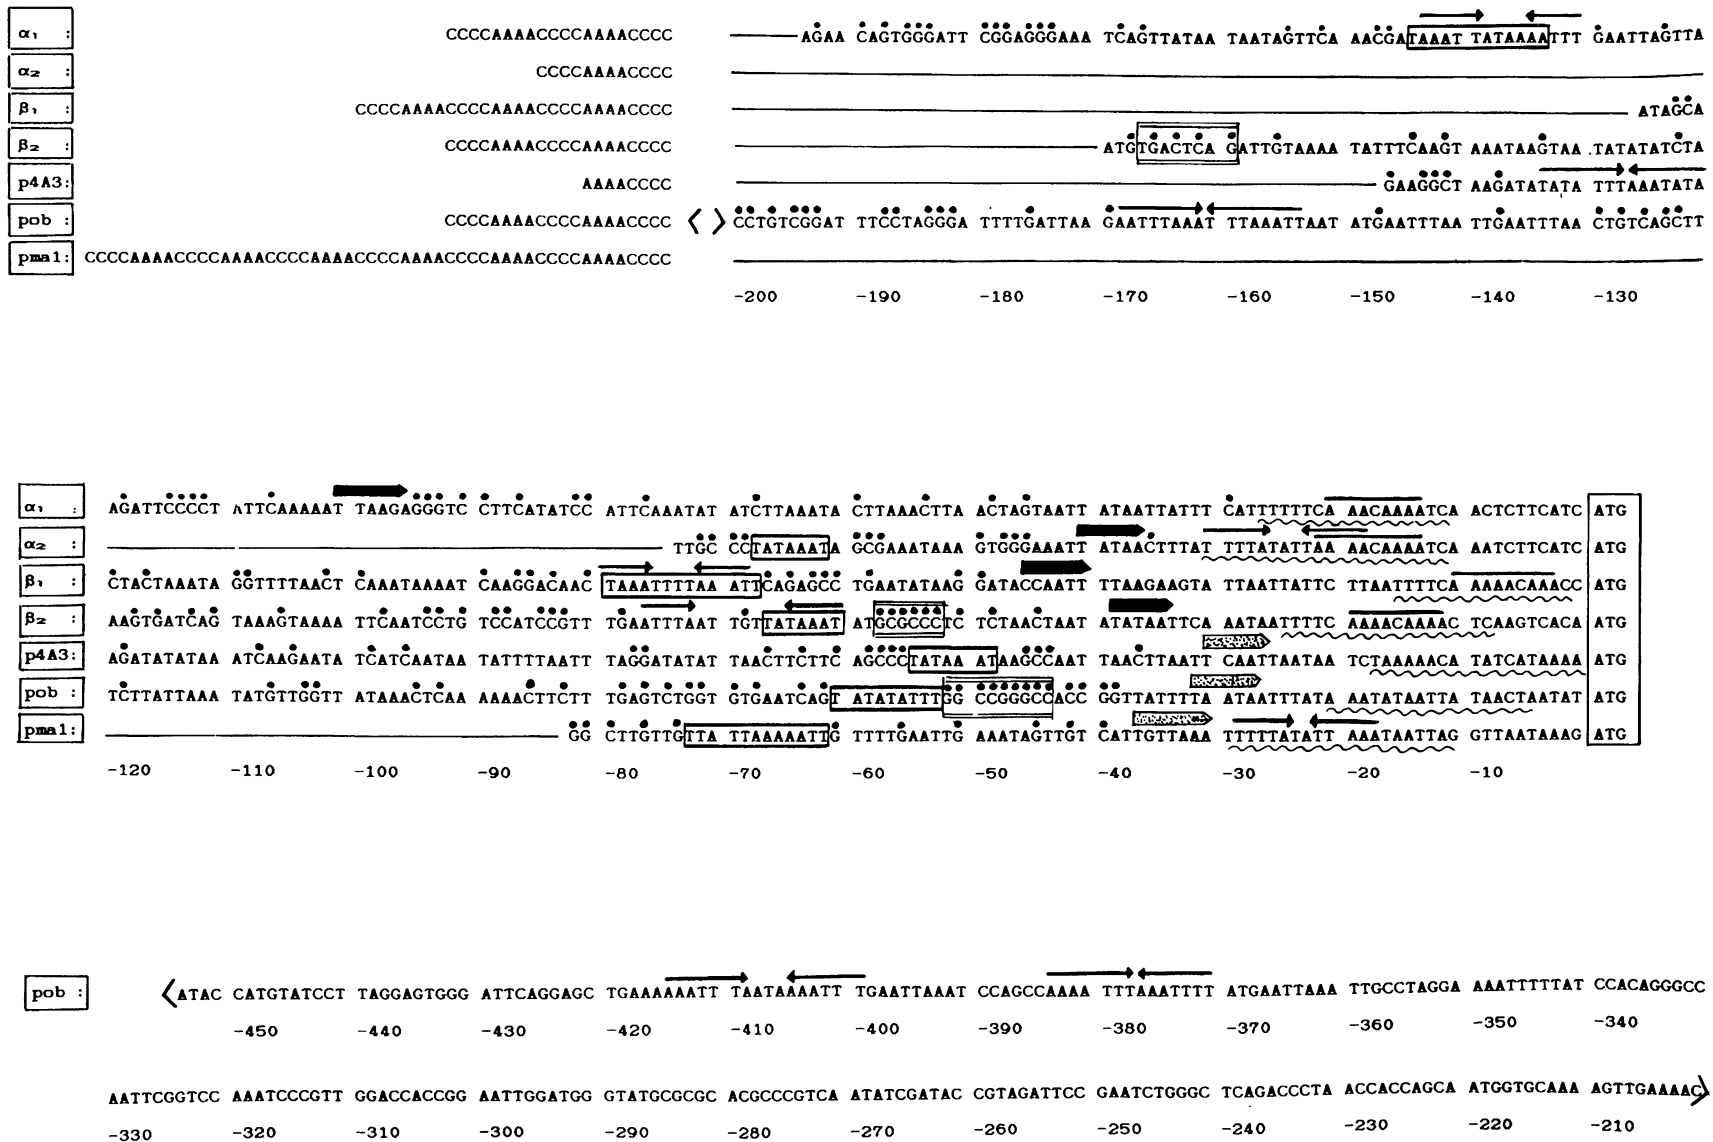 α₁ : CCCCAAAACCCCAAAACCCC AGAA CAGTGGGATT CGGAGGGAAA TCAGTTATAA TAATAGTTCA AACGATAAAT TATAAAATTT GAATTAGTTA
α₂ : CCCCAAAACCCC
β₁ : CCCCAAAACCCCAAAACCCCAAAACCCC ATAGCA
β₂ : CCCCAAAACCCCAAAACCCC ATGTGACTCA GATTGTAAAA TATTTCAAGT AAATAAGTAA .TATATATCTA
p4A3: AAAACCCC GAAGGCT AAGATATATA TTTAAATATA
pob : CCCCAAAACCCCAAAACCCC < > CCTGTCGGAT TTCCTAGGGA TTTTGATTAA GAATTTAAAT TTAAATTAAT ATGAATTTAA TTGAATTTAA CTGTCAGCTT
pma1: CCCCAAAACCCCAAAACCCCAAAACCCCAAAACCCCAAAACCCCAAAACCCC
-200 -190 -180 -170 -160 -150 -140 -130
α₁ : AGATTCCCCT ATTCAAAAAT TAAGAGGGTC CTTCATATCC ATTCAAATAT ATCTTAAATA CTTAAACTTA ACTAGTAATT ATAATTATTT CATTTTTTCA AACAAAATCA ACTCTTCATC ATG
α₂ : TTGC CCTATAAATA GCGAAATAAA GTGGGAAATT ATAACTTTAT TTTATATTAA AACAAAATCA AATCTTCATC ATG
β₁ : CTACTAAATA GGTTTTAACT CAAATAAAAT CAAGGACAAC TAAATTTTAA ATTCAGAGCC TGAATATAAG GATACCAATT TTAAGAAGTA TTAATTATTC TTAATTTTCA AAAACAAACC ATG
β₂ : AAGTGATCAG TAAAGTAAAA TTCAATCCTG TCCATCCGTT TGAATTTAAT TGTTATAAAT ATGCGCCCTC TCTAACTAAT ATATAATTCA AATAATTTTC AAAACAAAAC TCAAGTCACA ATG
p4A3: AGATATATAA ATCAAGAATA TCATCAATAA TATTTTAATT TAGGATATAT TAACTTCTTC AGCCCTATAA ATAAGCCAAT TAACTTAATT CAATTAATAA TCTAAAAACA TATCATAAAA ATG
pob : TCTTATTAAA TATGTTGGTT ATAAACTCAA AAAACTTCTT TGAGTCTGGT GTGAATCAGT ATATATTTGG CCGGGCCACC GGTTATTTTA ATAATTTATA AATATAATTA TAACTAATAT ATG
pma1: GG CTTGTTGTTA TTAAAAATTG TTTTGAATTG AAATAGTTGT CATTGTTAAA TTTTTATATT AAATAATTAG GTTAATAAAG ATG
-120 -110 -100 -90 -80 -70 -60 -50 -40 -30 -20 -10
pob : <ATAC CATGTATCCT TAGGAGTGGG ATTCAGGAGC TGAAAAAATT TAATAAAATT TGAATTAAAT CCAGCCAAAA TTTAAATTTT ATGAATTAAA TTGCCTAGGA AAATTTTTAT CCACAGGGCC
-450 -440 -430 -420 -410 -400 -390 -380 -370 -360 -350 -340
AATTCGGTCC AAATCCCGTT GGACCACCGG AATTGGATGG GTATGCGCGC ACGCCCGTCA ATATCGATAC CGTAGATTCC GAATCTGGGC TCAGACCCTA ACCACCAGCA ATGGTGCAAA AGTTGAAAAC>
-330 -320 -310 -300 -290 -280 -270 -260 -250 -240 -230 -220 -210